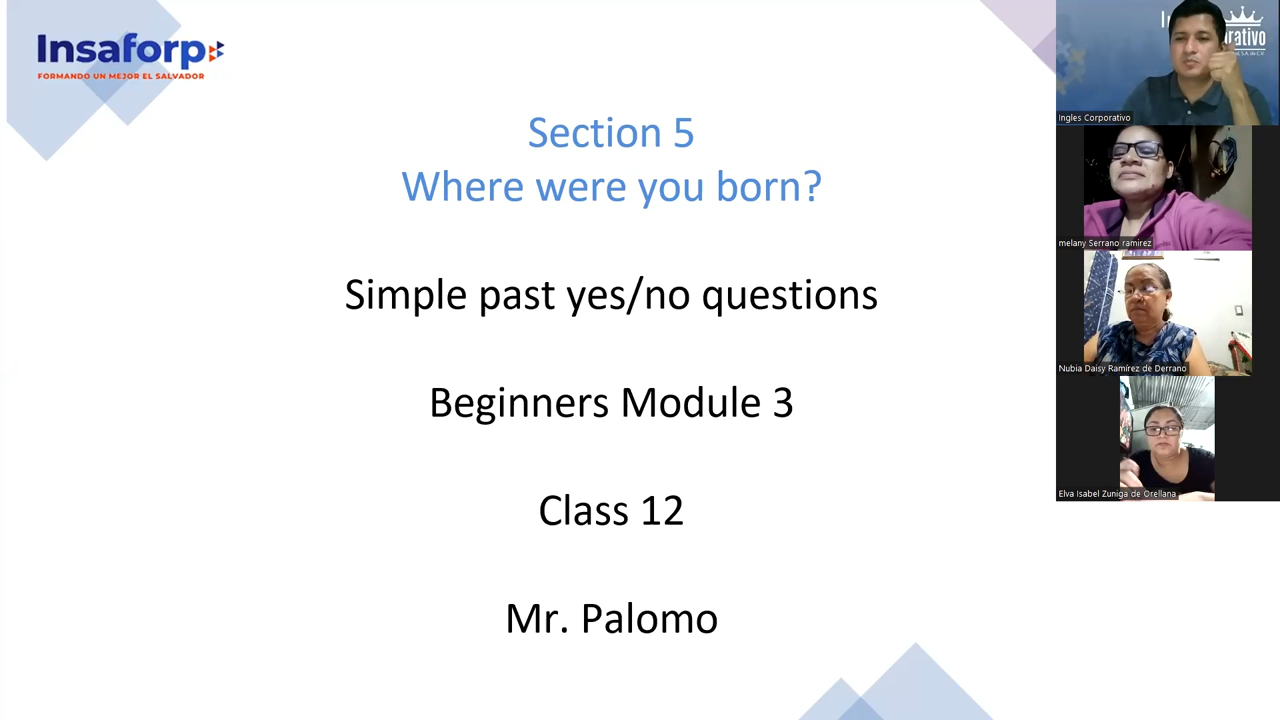 Insaforp
FORMANDO UN MEJOR EL SALVADOR
Section 5
Where were you born?
Simple past yes/no questions
Beginners Module 3
Class 12
Mr. Palomo
Ingles Corporativo
melany Serrano ramirez
Nubia Daisy Ramírez de Derrano
Elva Isabel Zuniga de Orellana